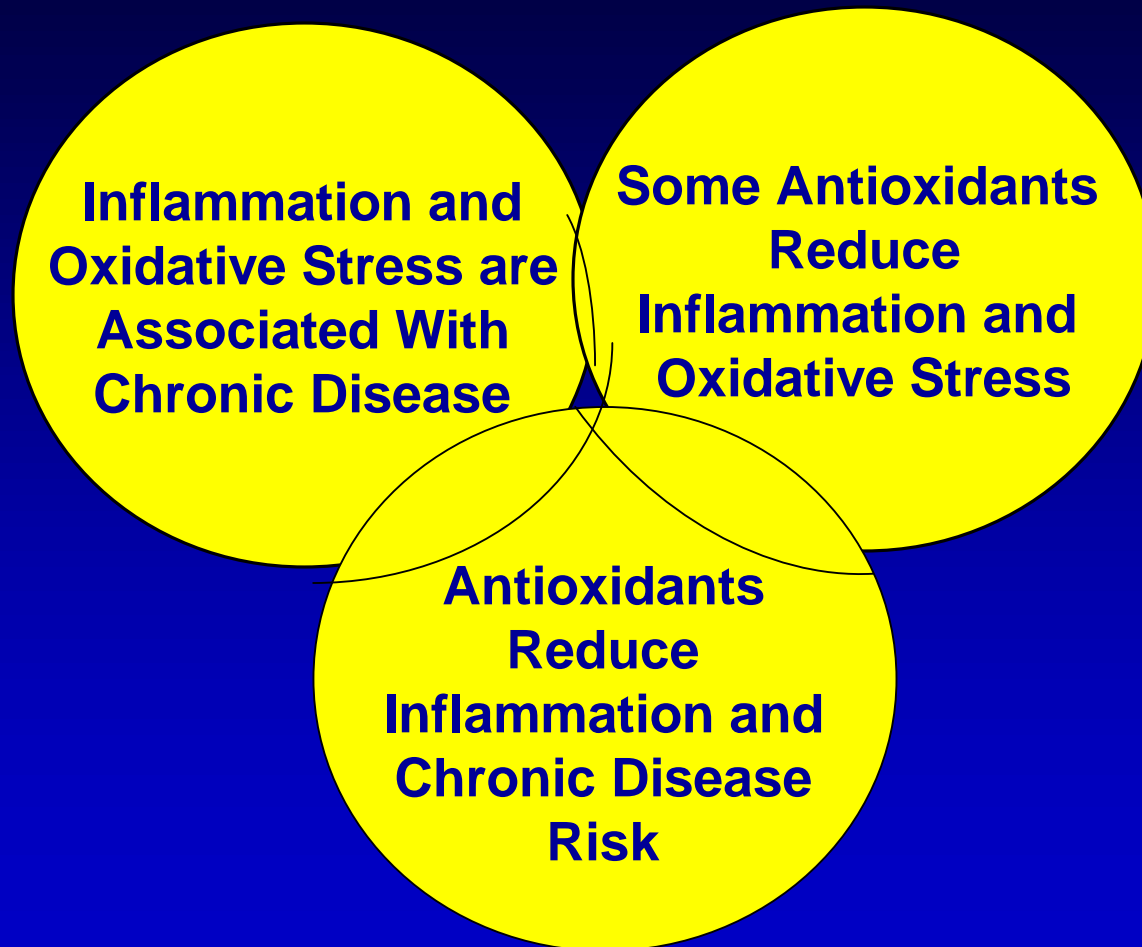 Inflammation and
Oxidative Stress are
Associated With
Chronic Disease
Some Antioxidants
Reduce
Inflammation and
Oxidative Stress
Antioxidants
Reduce
Inflammation and
Chronic Disease
Risk